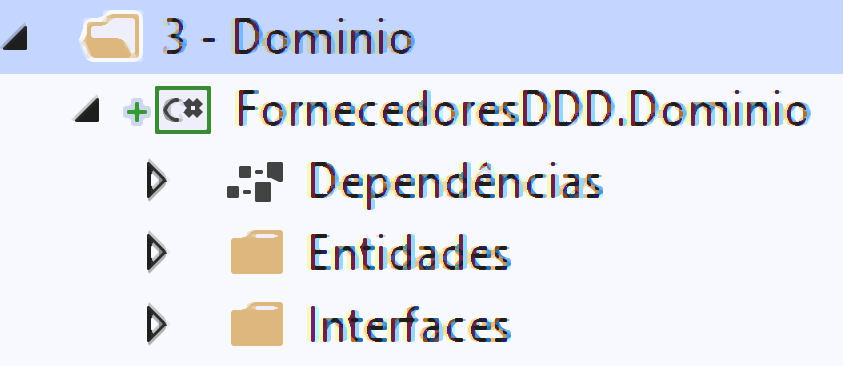 3 - Dominio
C# FornecedoresDDD.Dominio
Dependências
Entidades
Interfaces